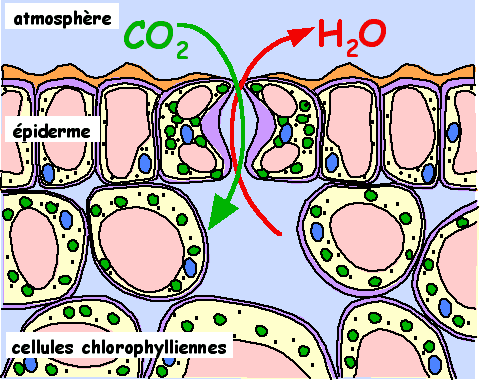 atmosphère
CO₂
H₂O
épiderme
cellules chlorophylliennes